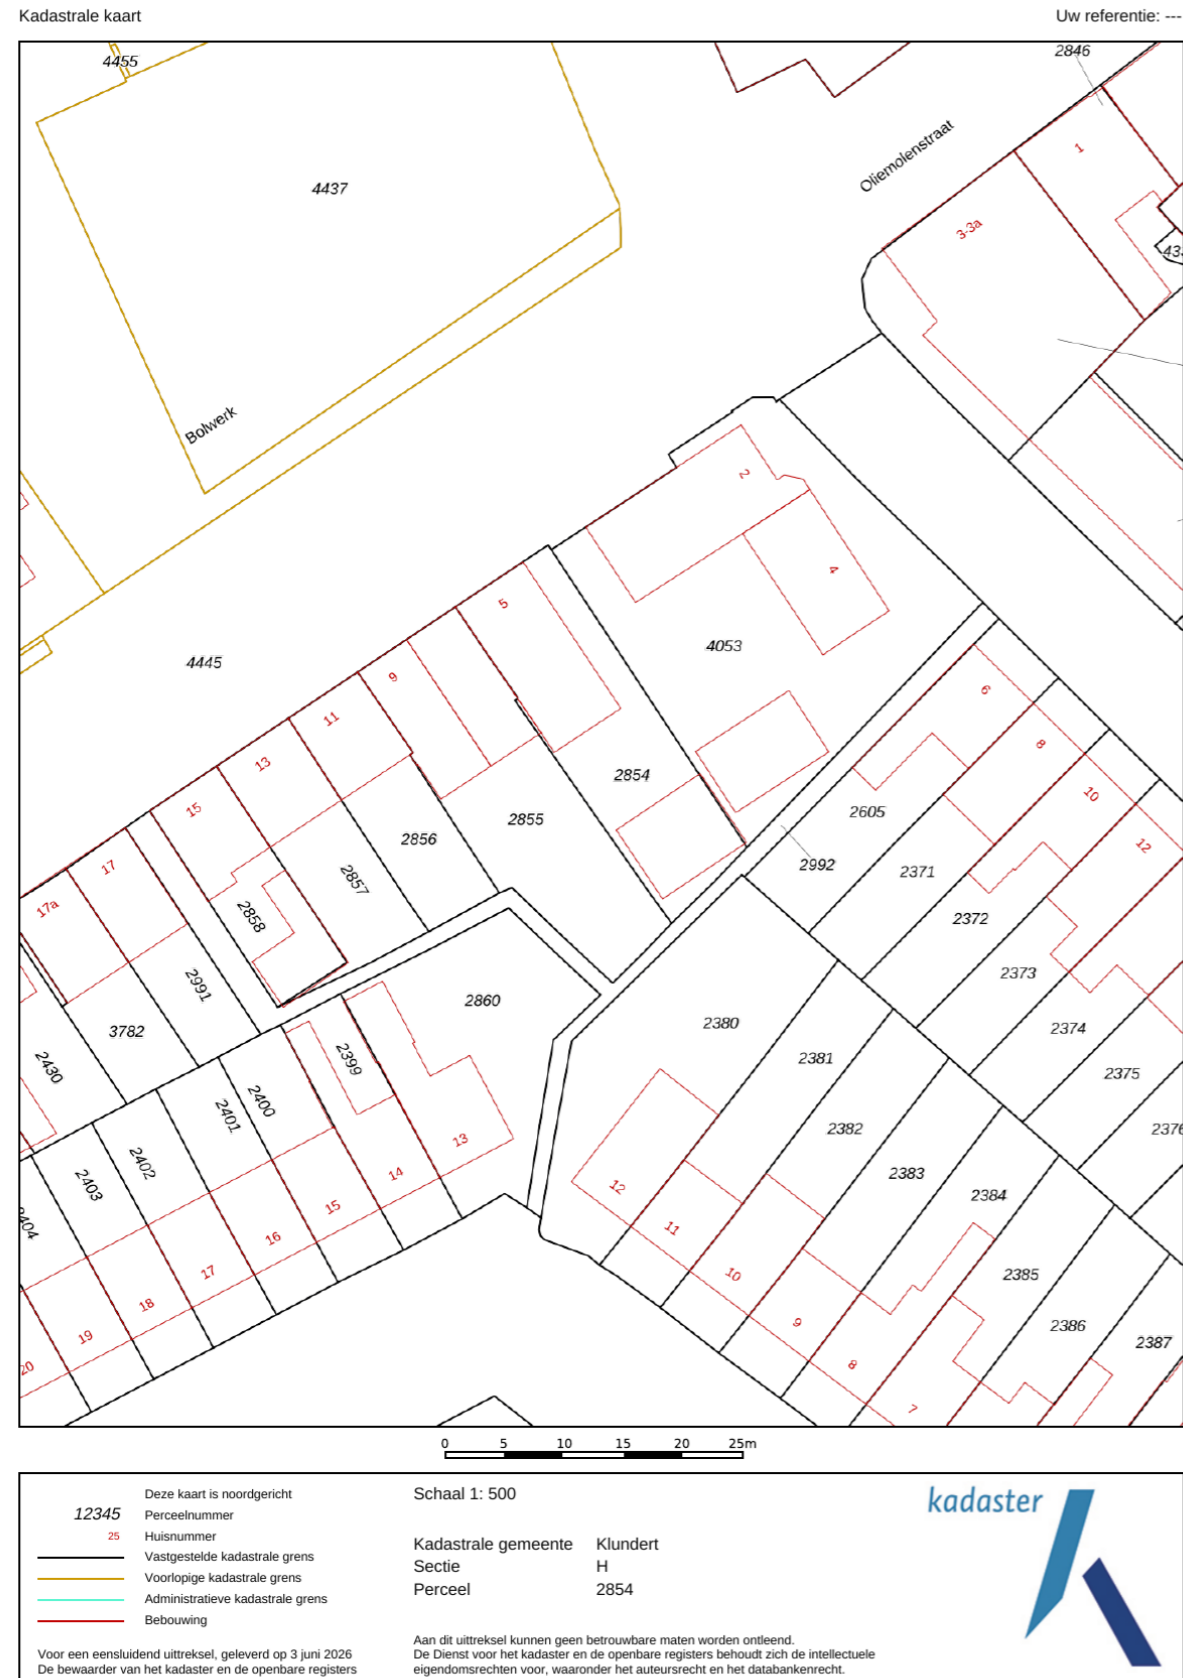 Kadastrale kaart
Uw referentie: ---
4455
2846
4437
Oliemolenstraat
1
3-3a
Bolwerk
2
4
5
4053
4445
9
6
11
8
13
2854
10
15
2605
2855
12
2856
17
2992
2371
2857
17a
2858
2372
2373
2991
2860
2380
3782
2374
2381
2399
2430
2375
2400
2401
2382
2376
13
2402
2383
14
2403
12
2384
15
11
2404
16
10
2385
17
2386
18
9
2387
19
8
20
7
0 5 10 15 20 25m
Deze kaart is noordgericht
12345 Perceelnummer
25 Huisnummer
Vastgestelde kadastrale grens
Voorlopige kadastrale grens
Administratieve kadastrale grens
Bebouwing
Voor een eensluidend uittreksel, geleverd op 3 juni 2026
De bewaarder van het kadaster en de openbare registers
Schaal 1: 500
Kadastrale gemeente Klundert
Sectie H
Perceel 2854
Aan dit uittreksel kunnen geen betrouwbare maten worden ontleend.
De Dienst voor het kadaster en de openbare registers behoudt zich de intellectuele
eigendomsrechten voor, waaronder het auteursrecht en het databankenrecht.
kadaster